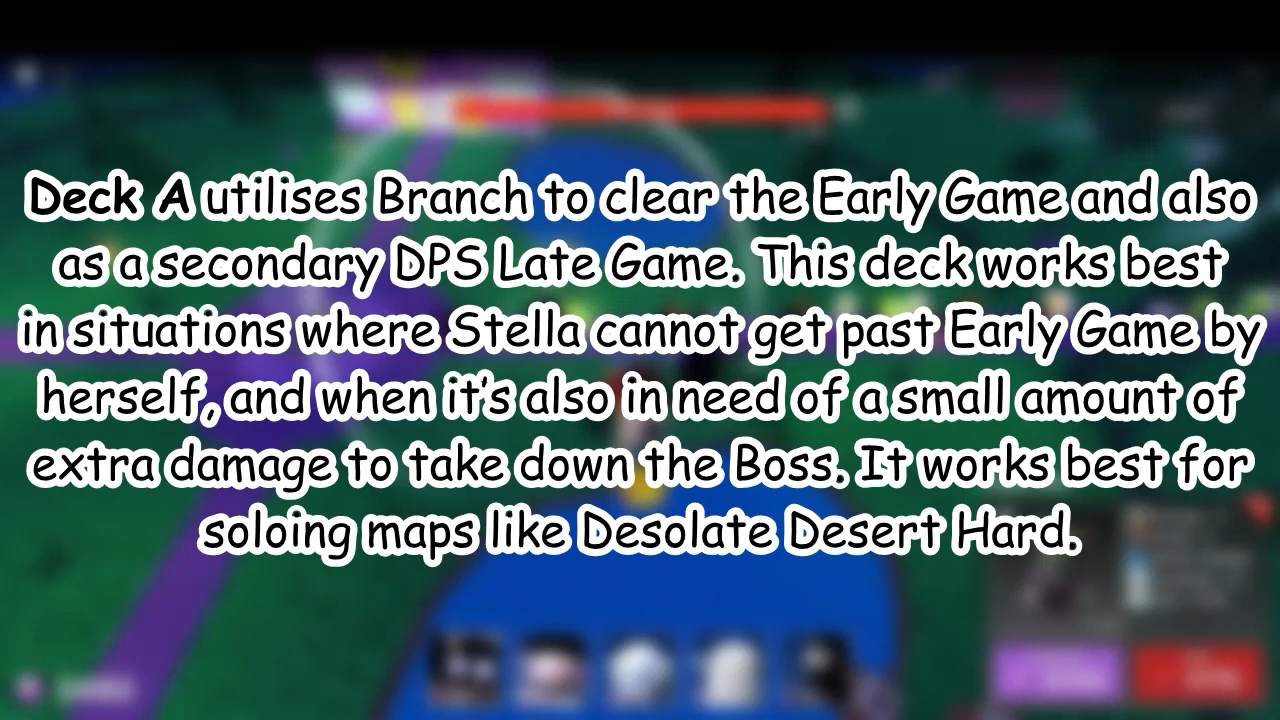 Deck A utilises Branch to clear the Early Game and also
as a secondary DPS Late Game. This deck works best
in situations where Stella cannot get past Early Game by
herself, and when it's also in need of a small amount of
extra damage to take down the Boss. It works best for
soloing maps like Desolate Desert Hard.